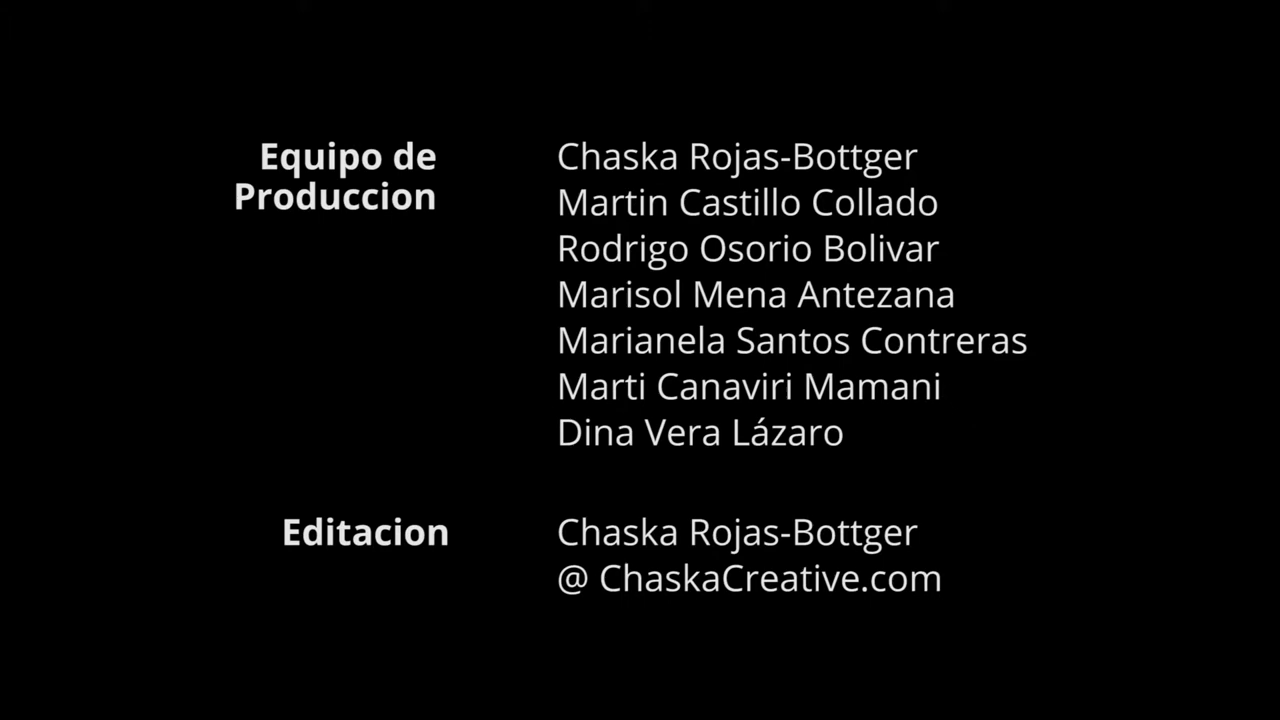 Equipo de
Produccion
Chaska Rojas-Bottger
Martin Castillo Collado
Rodrigo Osorio Bolivar
Marisol Mena Antezana
Marianela Santos Contreras
Marti Canaviri Mamani
Dina Vera Lázaro
Editacion
Chaska Rojas-Bottger
@ ChaskaCreative.com